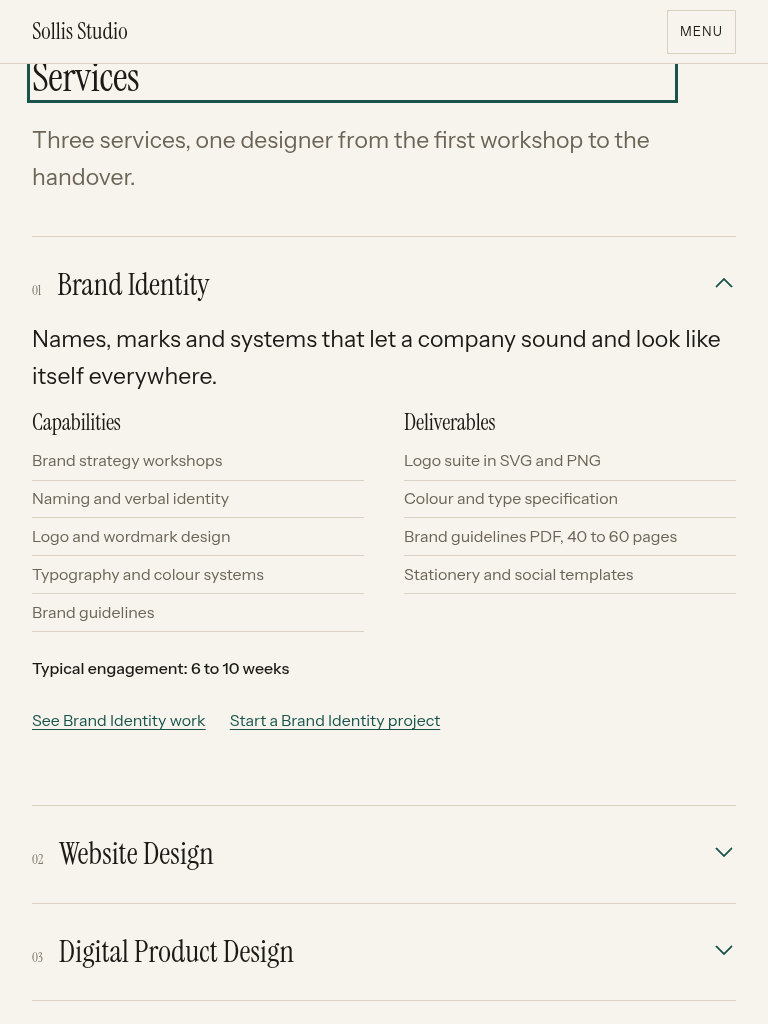 Sollis Studio
MENU
Services
Three services, one designer from the first workshop to the
handover.
01 Brand Identity
Names, marks and systems that let a company sound and look like
itself everywhere.
Capabilities
Brand strategy workshops
Naming and verbal identity
Logo and wordmark design
Typography and colour systems
Brand guidelines
Deliverables
Logo suite in SVG and PNG
Colour and type specification
Brand guidelines PDF, 40 to 60 pages
Stationery and social templates
Typical engagement: 6 to 10 weeks
See Brand Identity work
Start a Brand Identity project
02 Website Design
03 Digital Product Design